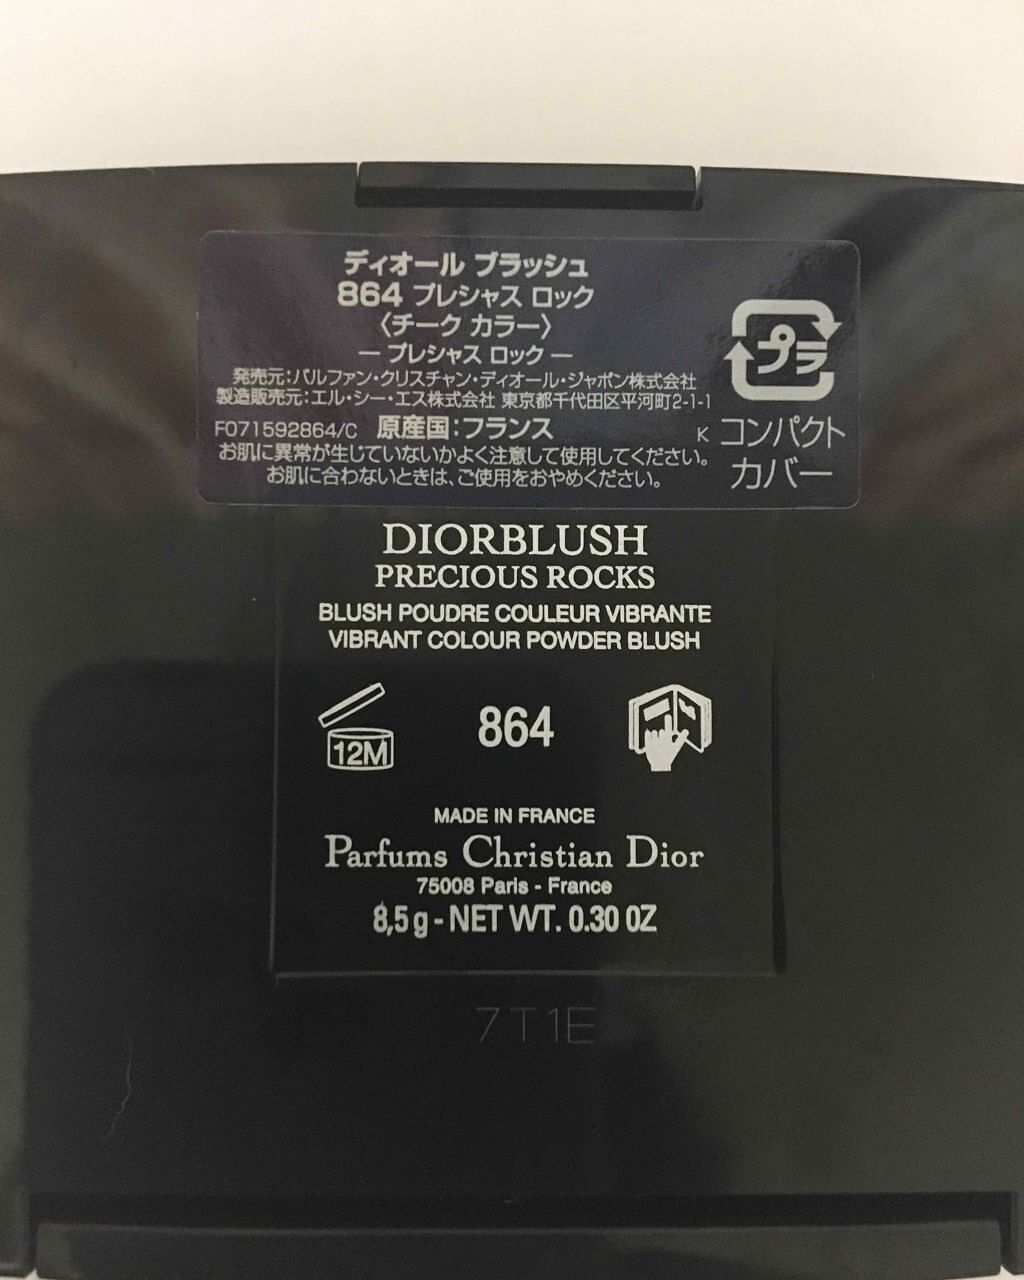 ディオール ブラッシュ
864 プレシャス ロック
〈チーク カラー〉
— プレシャス ロック —
発売元:パルファン・クリスチャン・ディオール・ジャポン株式会社
製造販売元:エル・シー・エス株式会社 東京都千代田区平河町2-1-1
F071592864/C 原産国:フランス
お肌に異常が生じていないかよく注意して使用してください。
お肌に合わないときは、ご使用をおやめください。
プラ
K コンパクト
カバー
DIORBLUSH
PRECIOUS ROCKS
BLUSH POUDRE COULEUR VIBRANTE
VIBRANT COLOUR POWDER BLUSH
12M 864
MADE IN FRANCE
Parfums Christian Dior
75008 Paris - France
8,5 g - NET WT. 0.30 OZ
7T1E